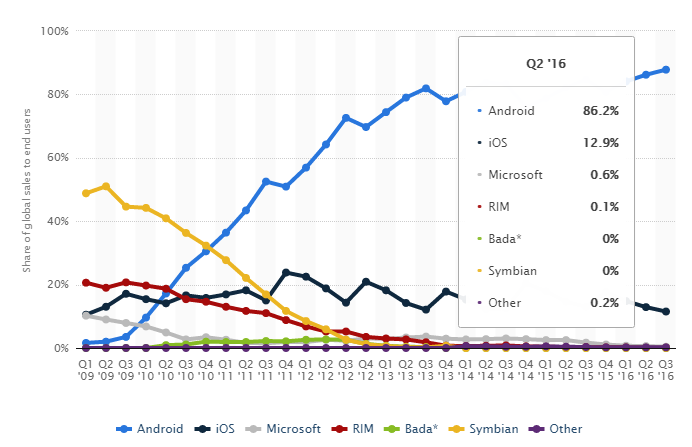 100%
80%
60%
40%
20%
0%
Share of global sales to end users
Q2 '16
Android 86.2%
iOS 12.9%
Microsoft 0.6%
RIM 0.1%
Bada* 0%
Symbian 0%
Other 0.2%
Q1 Q2 Q3 Q1 Q2 Q3 Q4 Q1 Q2 Q3 Q4 Q1 Q2 Q3 Q4 Q1 Q2 Q3 Q4 Q1 Q2 Q3 Q4 Q1 Q2 Q3 Q4 Q1 Q2 Q3
'09 '09 '09 '10 '10 '10 '10 '11 '11 '11 '11 '12 '12 '12 '12 '13 '13 '13 '13 '14 '14 '14 '14 '15 '15 '15 '15 '16 '16 '16
Android iOS Microsoft RIM Bada* Symbian Other